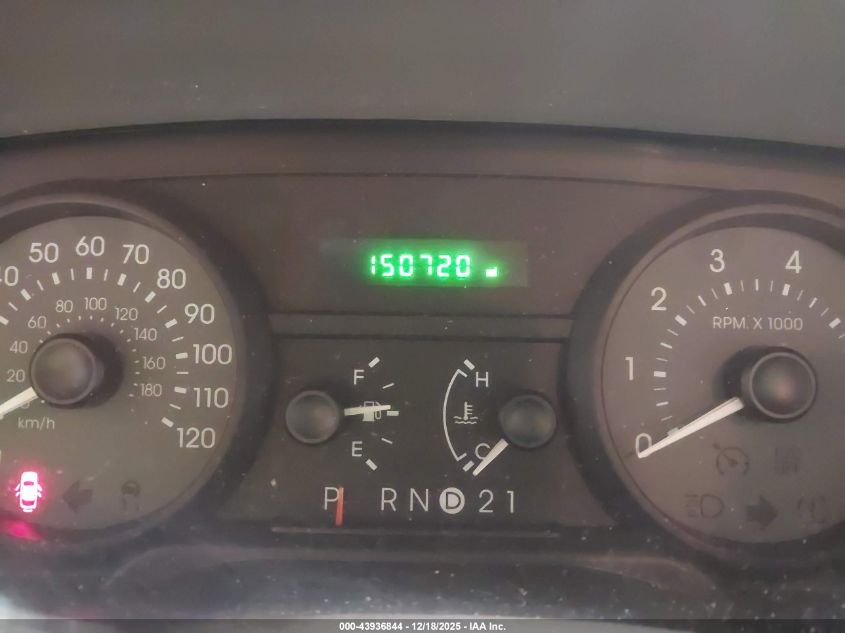 150720
40 50 60 70 80 90 100 110 120
20 40 60 80 100 120 140 160 180
km/h
F
E
H
C
P R N D 2 1
0 1 2 3 4
RPM. X 1000
000-43936844 - 12/18/2025 - IAA Inc.